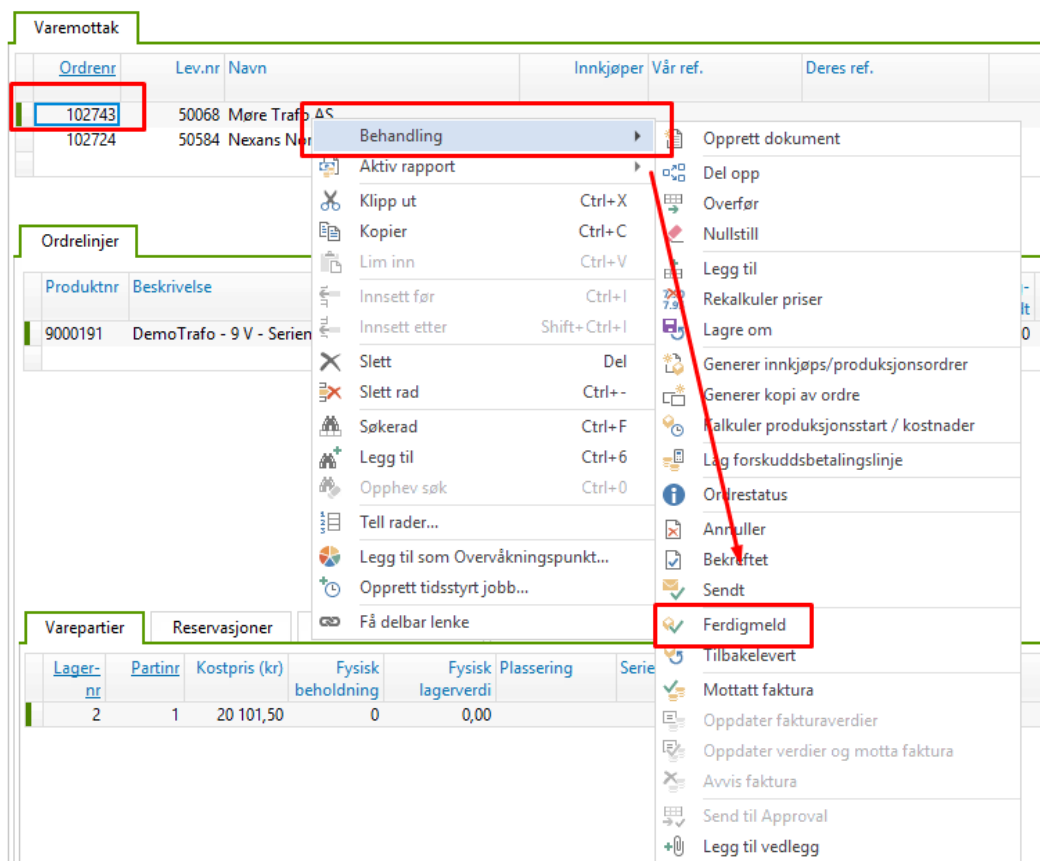 Varemottak
Ordrenr Lev.nr Navn Innkjøper Vår ref. Deres ref.
102743 50068 Møre Trafo AS
102724 50584 Nexans Nor
Behandling
Aktiv rapport
Klipp ut Ctrl+X
Kopier Ctrl+C
Lim inn Ctrl+V
Innsett før Ctrl+I
Innsett etter Shift+Ctrl+I
Slett Del
Slett rad Ctrl+-
Søkerad Ctrl+F
Legg til Ctrl+6
Opphev søk Ctrl+0
Tell rader...
Legg til som Overvåkningspunkt...
Opprett tidsstyrt jobb...
Få delbar lenke
Opprett dokument
Del opp
Overfør
Nullstill
Legg til
Rekalkuler priser
Lagre om
Generer innkjøps/produksjonsordrer
Generer kopi av ordre
Kalkuler produksjonsstart / kostnader
Lag forskuddsbetalingslinje
Ordrestatus
Annuller
Bekreftet
Sendt
Ferdigmeld
Tilbakelevert
Mottatt faktura
Oppdater fakturaverdier
Oppdater verdier og motta faktura
Avvis faktura
Send til Approval
Legg til vedlegg
Ordrelinjer
Produktnr Beskrivelse
lt
9000191 DemoTrafo - 9 V - Serien 0
Varepartier Reservasjoner
Lager- Partinr Kostpris (kr) Fysisk Fysisk Plassering Serie
nr beholdning lagerverdi
2 1 20 101,50 0 0,00